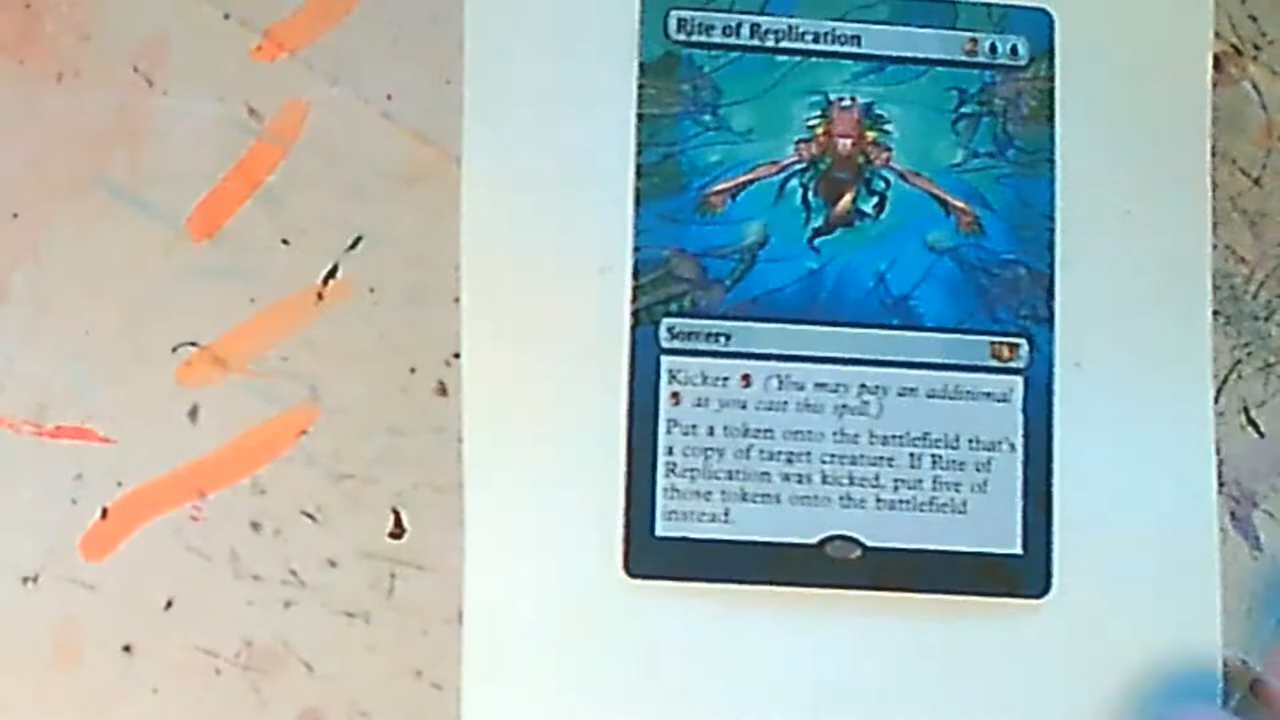 Rite of Replication
2
Sorcery
Kicker 5 (You may pay an additional
5 as you cast this spell.)
Put a token onto the battlefield that's
a copy of target creature. If Rite of
Replication was kicked, put five of
those tokens onto the battlefield
instead.